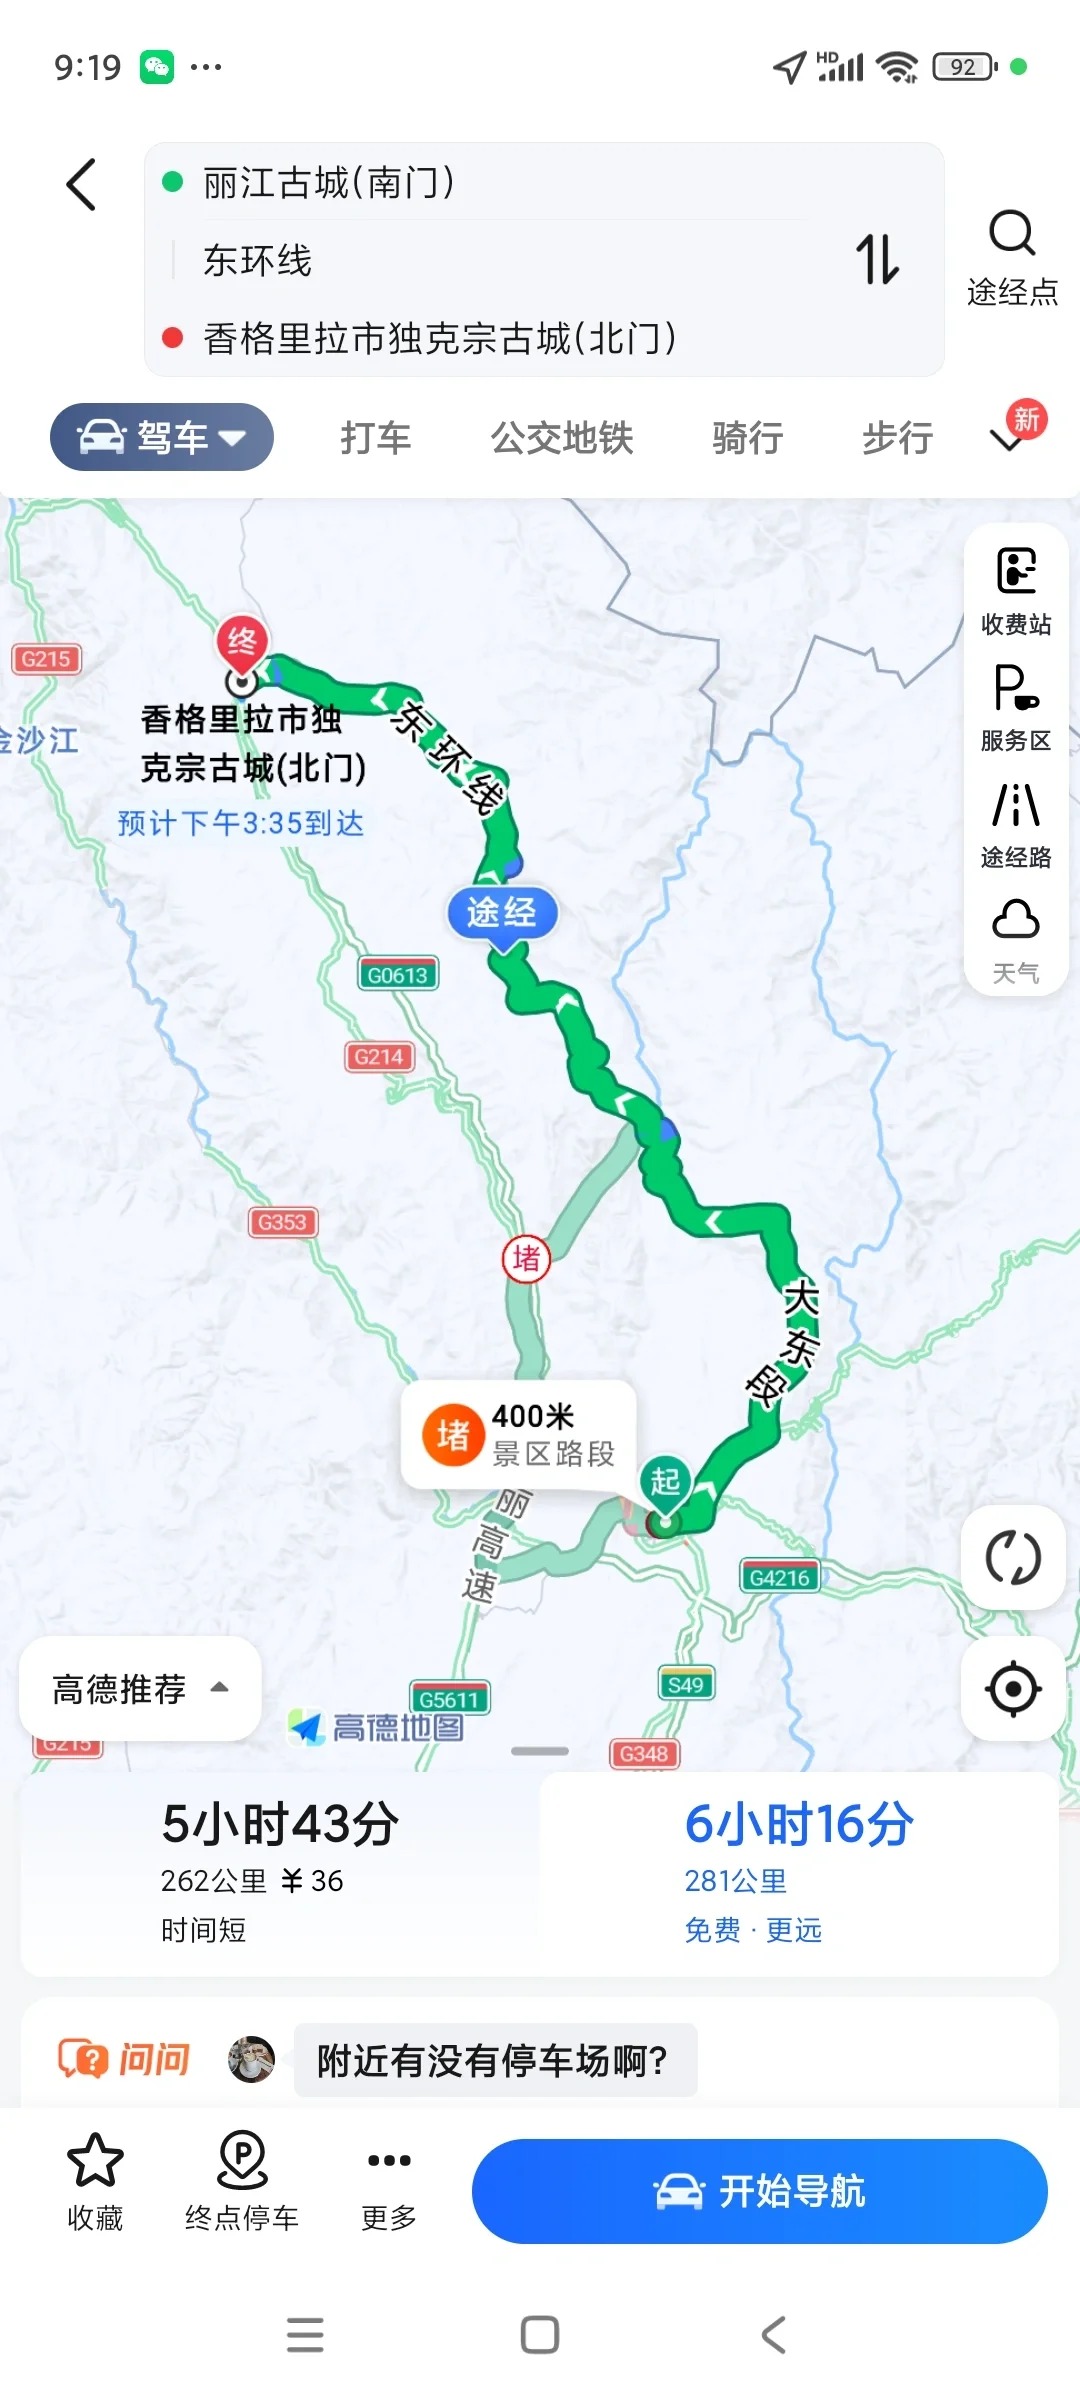 9:19
HD
92
丽江古城(南门)
东环线
香格里拉市独克宗古城(北门)
途经点
驾车
打车
公交地铁
骑行
步行
新
收费站
服务区
途经路
天气
G215
终
金沙江
香格里拉市独
克宗古城(北门)
预计下午3:35到达
东环线
途经
G0613
G214
G353
堵
大东段
堵
400米
景区路段
起
丽高速
G4216
S49
G5611
G348
G215
高德推荐
高德地图
5小时43分
262公里 ¥36
时间短
6小时16分
281公里
免费 · 更远
问问
附近有没有停车场啊?
收藏
P
终点停车
更多
开始导航